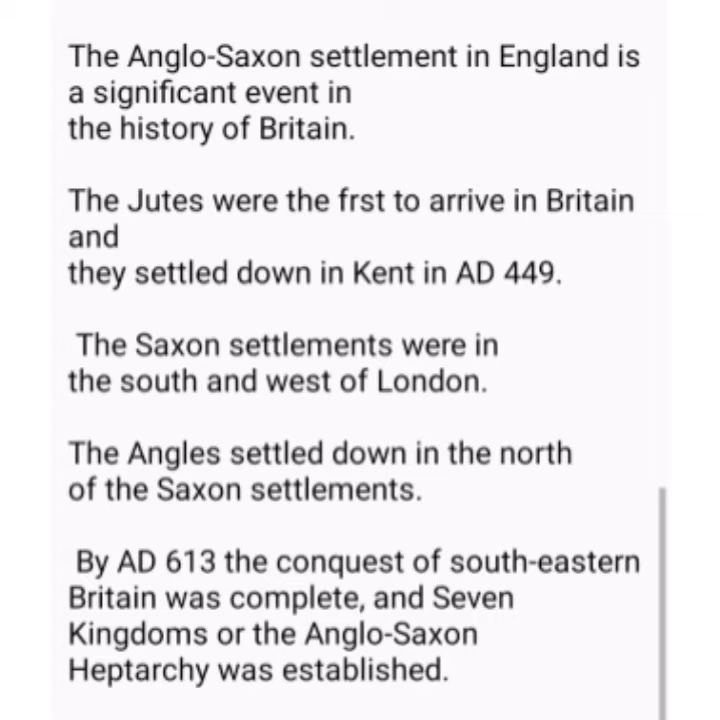 The Anglo-Saxon settlement in England is
a significant event in
the history of Britain.
The Jutes were the frst to arrive in Britain
and
they settled down in Kent in AD 449.
The Saxon settlements were in
the south and west of London.
The Angles settled down in the north
of the Saxon settlements.
By AD 613 the conquest of south-eastern
Britain was complete, and Seven
Kingdoms or the Anglo-Saxon
Heptarchy was established.